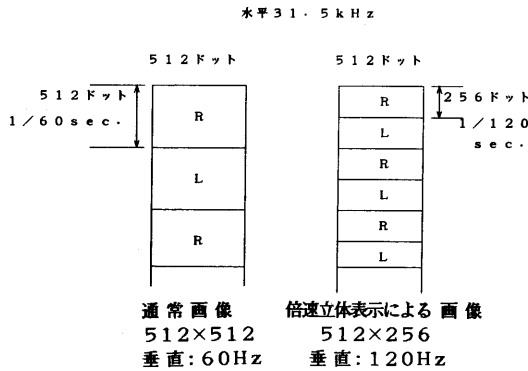 水平３１．５ｋＨｚ
５１２ドット
５１２ドット
５１２ドット
１／６０ｓｅｃ．
R
L
R
R
L
R
L
R
L
２５６ドット
１／１２０
ｓｅｃ．
通常画像
512×512
垂直：60Hz
倍速立体表示による画像
512×256
垂直：120Hz